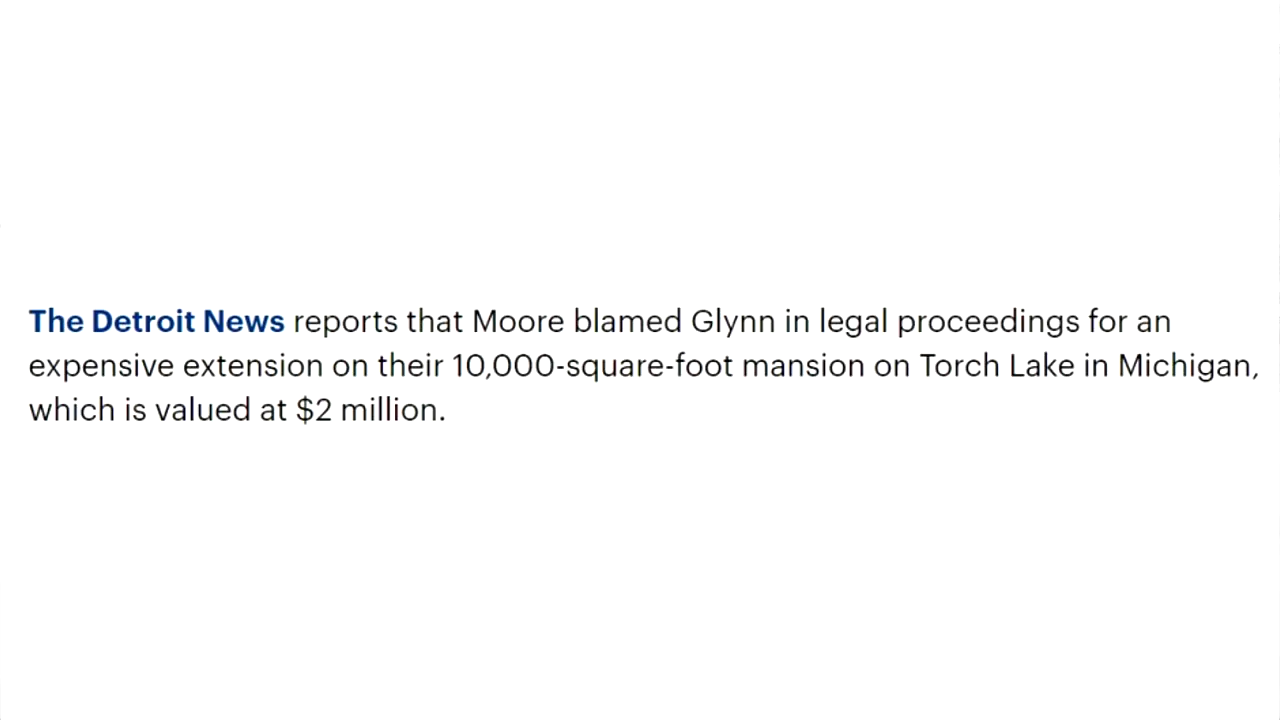 The Detroit News reports that Moore blamed Glynn in legal proceedings for an
expensive extension on their 10,000-square-foot mansion on Torch Lake in Michigan,
which is valued at $2 million.